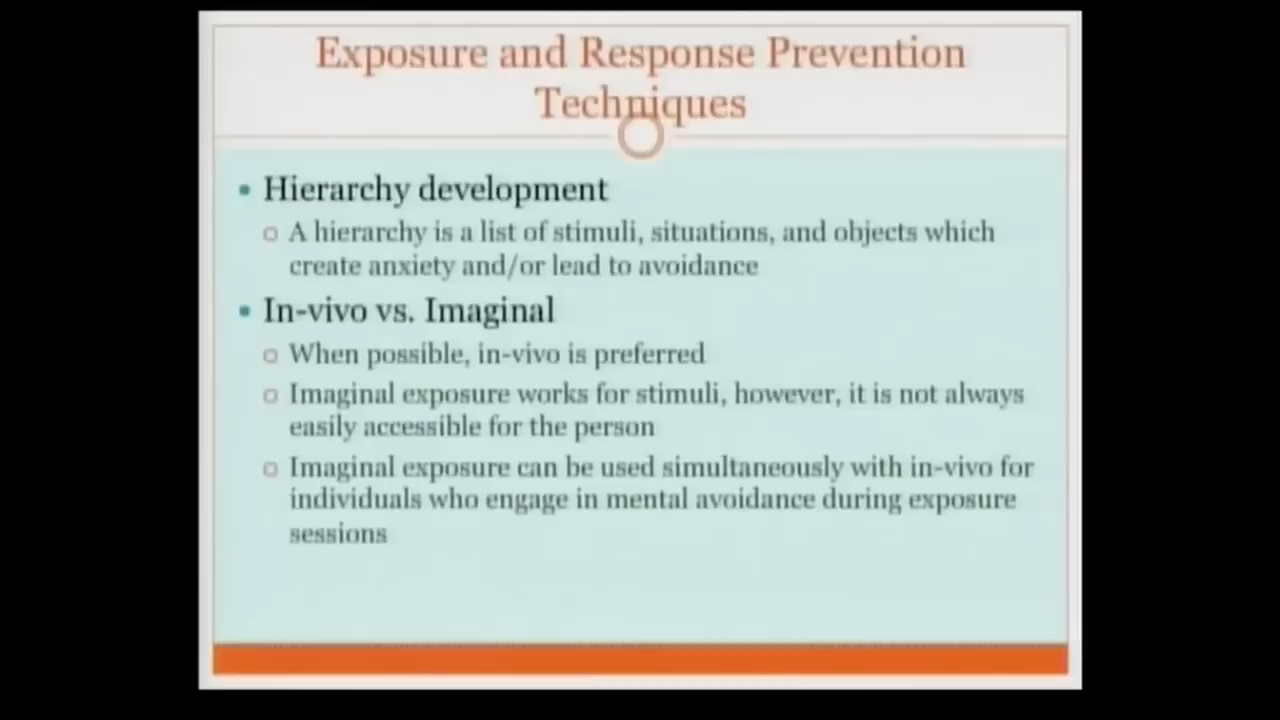 Exposure and Response Prevention
Techniques
Hierarchy development
A hierarchy is a list of stimuli, situations, and objects which
create anxiety and/or lead to avoidance
In-vivo vs. Imaginal
When possible, in-vivo is preferred
Imaginal exposure works for stimuli, however, it is not always
easily accessible for the person
Imaginal exposure can be used simultaneously with in-vivo for
individuals who engage in mental avoidance during exposure
sessions